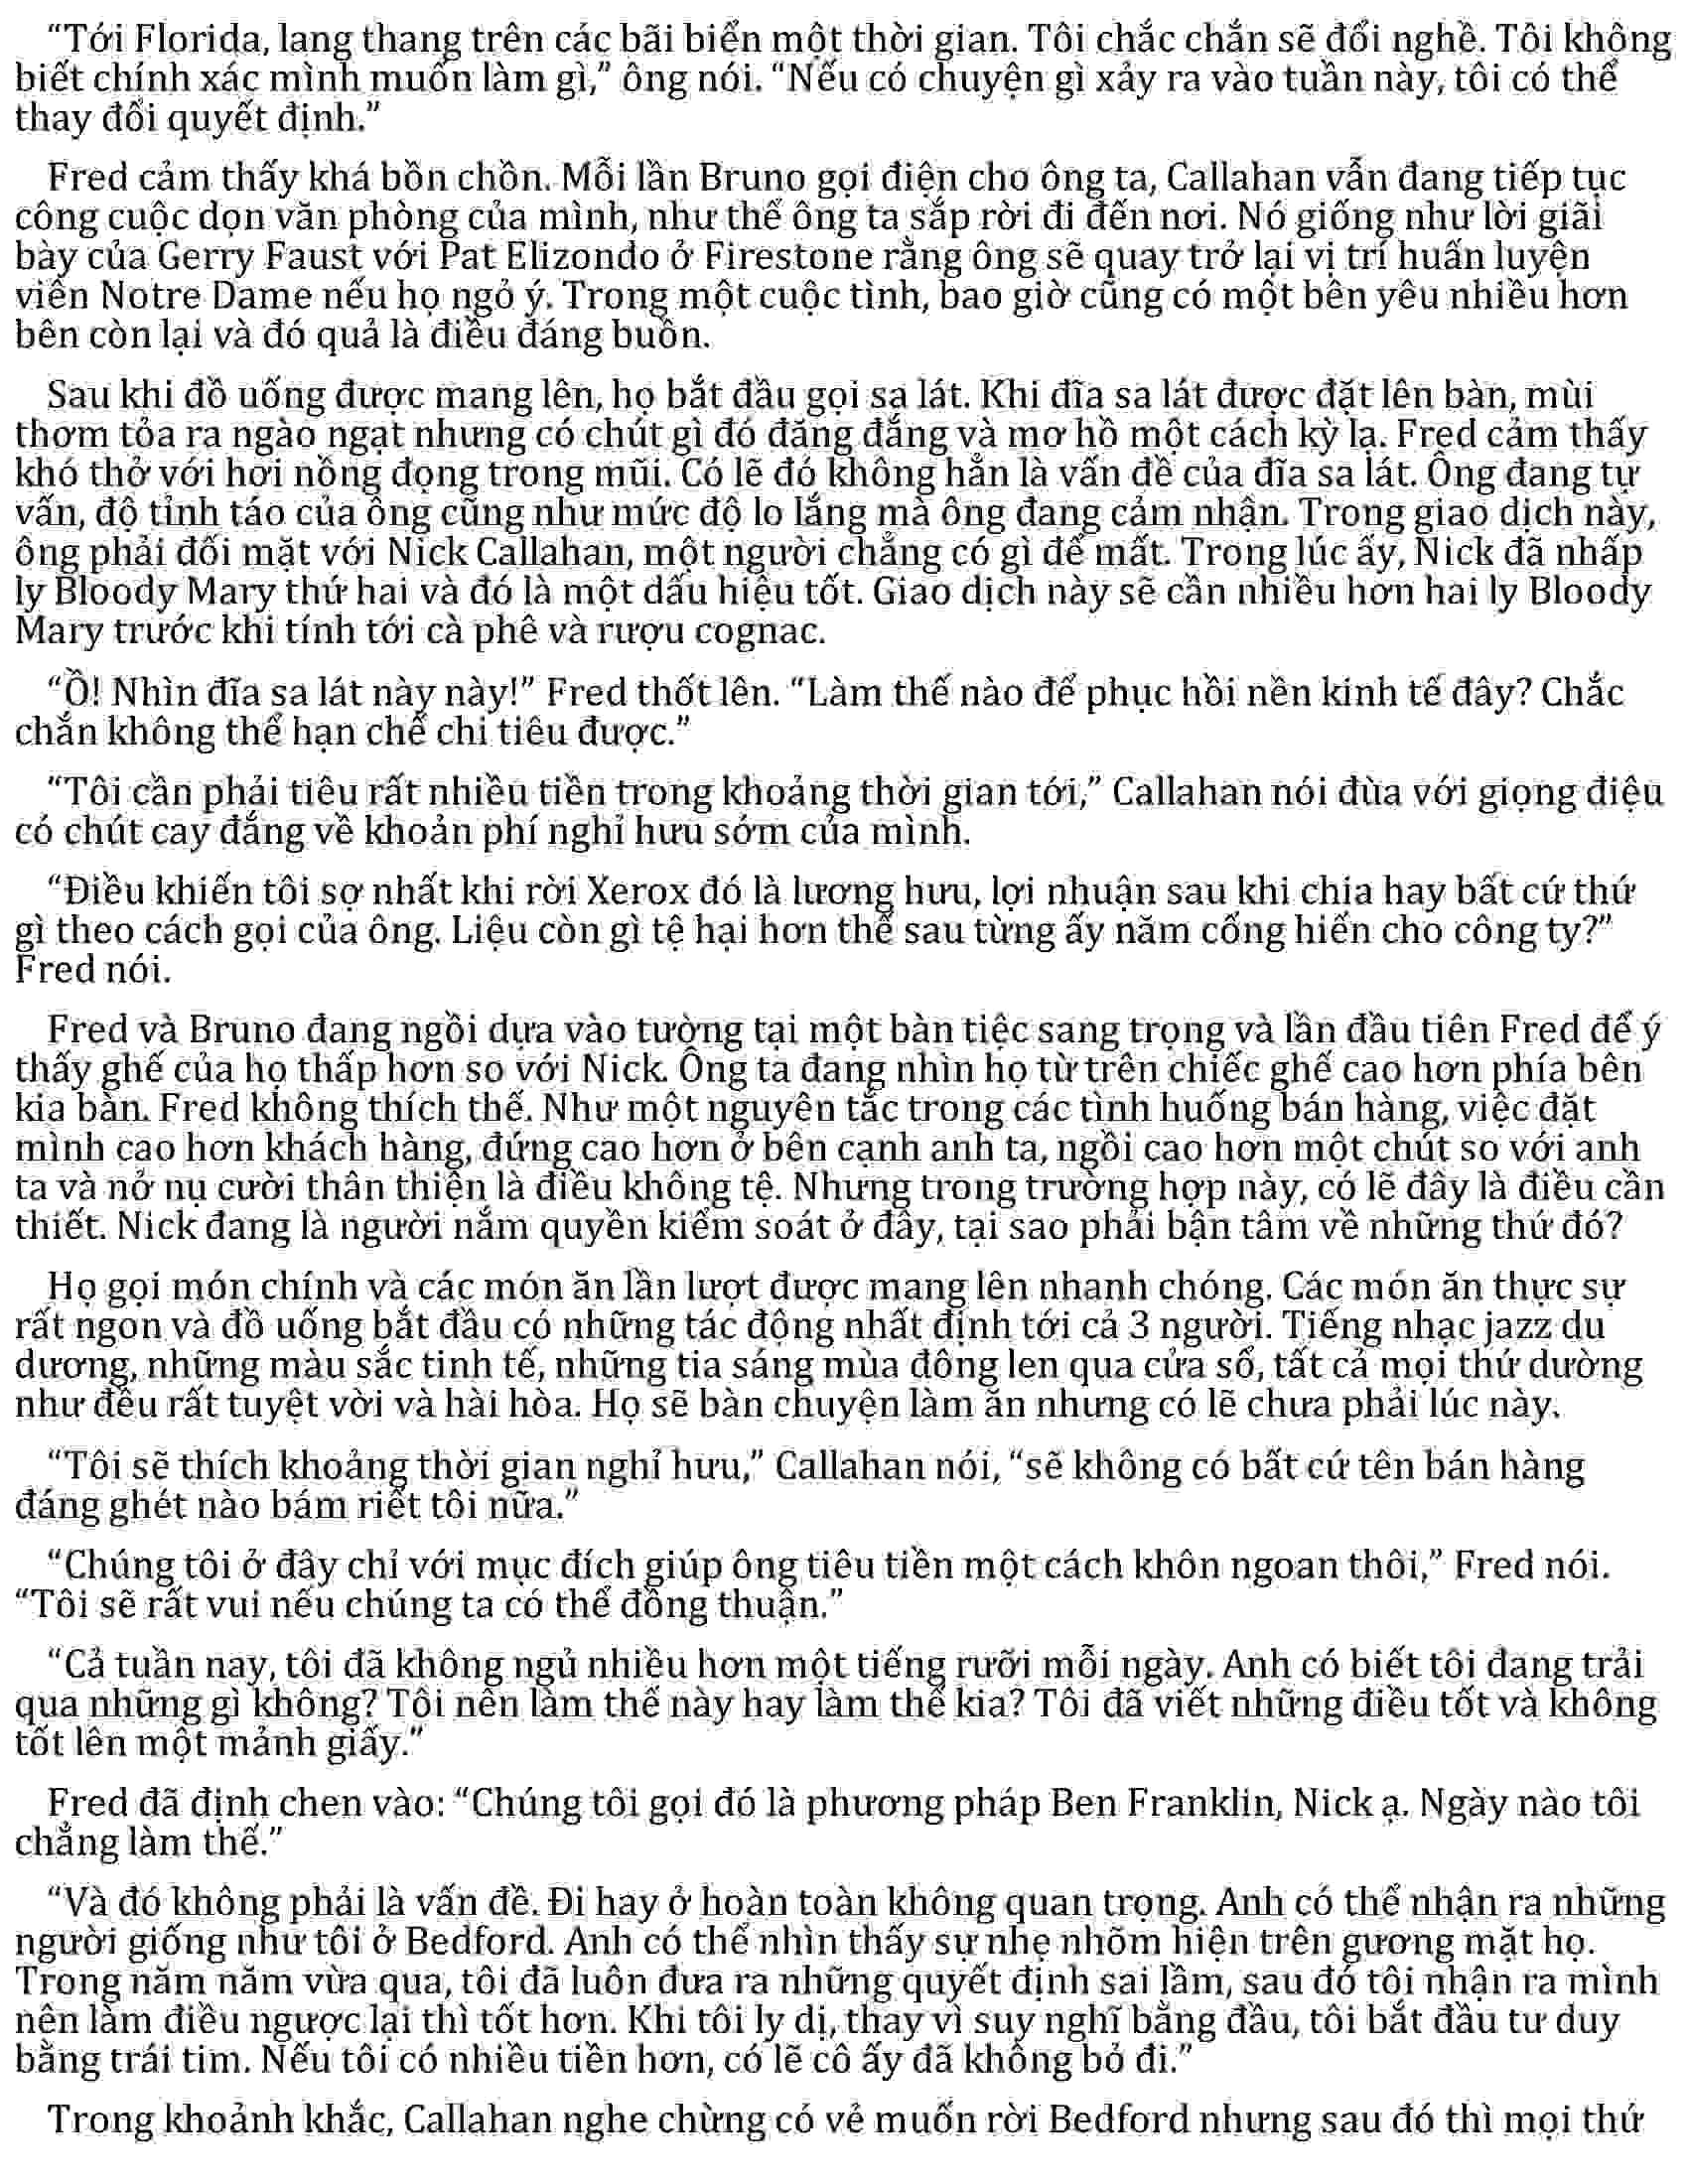 “Tới Florida, lang thang trên các bãi biển một thời gian. Tôi chắc chắn sẽ đổi nghề. Tôi không
biết chính xác mình muốn làm gì,” ông nói. “Nếu có chuyện gì xảy ra vào tuần này, tôi có thể
thay đổi quyết định.”
Fred cảm thấy khá bồn chồn. Mỗi lần Bruno gọi điện cho ông ta, Callahan vẫn đang tiếp tục
công cuộc dọn văn phòng của mình, như thể ông ta sắp rời đi đến nơi. Nó giống như lời giãi
bày của Gerry Faust với Pat Elizondo ở Firestone rằng ông sẽ quay trở lại vị trí huấn luyện
viên Notre Dame nếu họ ngỏ ý. Trong một cuộc tình, bao giờ cũng có một bên yêu nhiều hơn
bên còn lại và đó quả là điều đáng buồn.
Sau khi đồ uống được mang lên, họ bắt đầu gọi sa lát. Khi đĩa sa lát được đặt lên bàn, mùi
thơm tỏa ra ngào ngạt nhưng có chút gì đó đăng đắng và mơ hồ một cách kỳ lạ. Fred cảm thấy
khó thở với hơi nồng đọng trong mũi. Có lẽ đó không hẳn là vấn đề của đĩa sa lát. Ông đang tự
vấn, độ tỉnh táo của ông cũng như mức độ lo lắng mà ông đang cảm nhận. Trong giao dịch này,
ông phải đối mặt với Nick Callahan, một người chẳng có gì để mất. Trong lúc ấy, Nick đã nhấp
ly Bloody Mary thứ hai và đó là một dấu hiệu tốt. Giao dịch này sẽ cần nhiều hơn hai ly Bloody
Mary trước khi tính tới cà phê và rượu cognac.
“Ồ! Nhìn đĩa sa lát này này!” Fred thốt lên. “Làm thế nào để phục hồi nền kinh tế đây? Chắc
chắn không thể hạn chế chi tiêu được.”
“Tôi cần phải tiêu rất nhiều tiền trong khoảng thời gian tới,” Callahan nói đùa với giọng điệu
có chút cay đắng về khoản phí nghỉ hưu sớm của mình.
“Điều khiến tôi sợ nhất khi rời Xerox đó là lương hưu, lợi nhuận sau khi chia hay bất cứ thứ
gì theo cách gọi của ông. Liệu còn gì tệ hại hơn thế sau từng ấy năm cống hiến cho công ty?”
Fred nói.
Fred và Bruno đang ngồi dựa vào tường tại một bàn tiệc sang trọng và lần đầu tiên Fred để ý
thấy ghế của họ thấp hơn so với Nick. Ông ta đang nhìn họ từ trên chiếc ghế cao hơn phía bên
kia bàn. Fred không thích thế. Như một nguyên tắc trong các tình huống bán hàng, việc đặt
mình cao hơn khách hàng, đứng cao hơn ở bên cạnh anh ta, ngồi cao hơn một chút so với anh
ta và nở nụ cười thân thiện là điều không tệ. Nhưng trong trường hợp này, có lẽ đây là điều cần
thiết. Nick đang là người nắm quyền kiểm soát ở đây, tại sao phải bận tâm về những thứ đó?
Họ gọi món chính và các món ăn lần lượt được mang lên nhanh chóng. Các món ăn thực sự
rất ngon và đồ uống bắt đầu có những tác động nhất định tới cả 3 người. Tiếng nhạc jazz du
dương, những màu sắc tinh tế, những tia sáng mùa đông len qua cửa sổ, tất cả mọi thứ dường
như đều rất tuyệt vời và hài hòa. Họ sẽ bàn chuyện làm ăn nhưng có lẽ chưa phải lúc này.
“Tôi sẽ thích khoảng thời gian nghỉ hưu,” Callahan nói, “sẽ không có bất cứ tên bán hàng
đáng ghét nào bám riết tôi nữa.”
“Chúng tôi ở đây chỉ với mục đích giúp ông tiêu tiền một cách khôn ngoan thôi,” Fred nói.
“Tôi sẽ rất vui nếu chúng ta có thể đồng thuận.”
“Cả tuần nay, tôi đã không ngủ nhiều hơn một tiếng rưỡi mỗi ngày. Anh có biết tôi đang trải
qua những gì không? Tôi nên làm thế này hay làm thế kia? Tôi đã viết những điều tốt và không
tốt lên một mảnh giấy.”
Fred đã định chen vào: “Chúng tôi gọi đó là phương pháp Ben Franklin, Nick ạ. Ngày nào tôi
chẳng làm thế.”
“Và đó không phải là vấn đề. Đi hay ở hoàn toàn không quan trọng. Anh có thể nhận ra những
người giống như tôi ở Bedford. Anh có thể nhìn thấy sự nhẹ nhõm hiện trên gương mặt họ.
Trong năm năm vừa qua, tôi đã luôn đưa ra những quyết định sai lầm, sau đó tôi nhận ra mình
nên làm điều ngược lại thì tốt hơn. Khi tôi ly dị, thay vì suy nghĩ bằng đầu, tôi bắt đầu tư duy
bằng trái tim. Nếu tôi có nhiều tiền hơn, có lẽ cô ấy đã không bỏ đi.”
Trong khoảnh khắc, Callahan nghe chừng có vẻ muốn rời Bedford nhưng sau đó thì mọi thứ